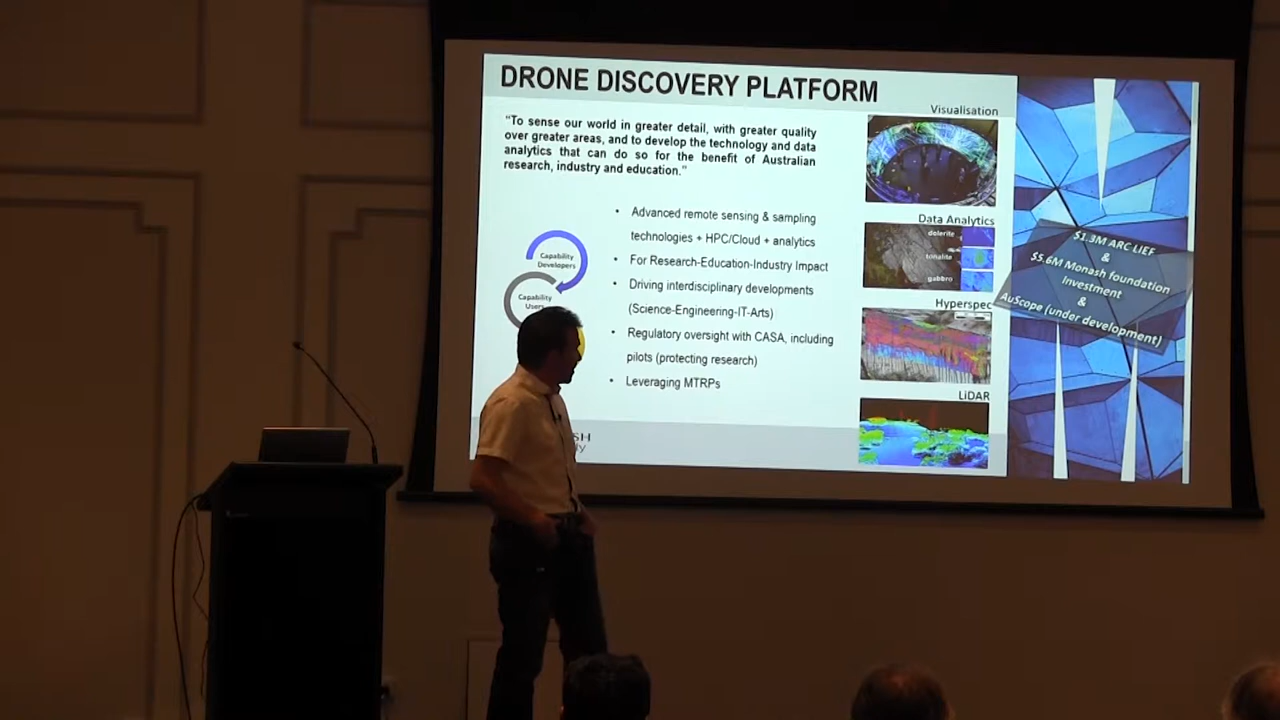 DRONE DISCOVERY PLATFORM
"To sense our world in greater detail, with greater quality
over greater areas, and to develop the technology and data
analytics that can do so for the benefit of Australian
research, industry and education."
Capability
Developers
Capability
Users
• Advanced remote sensing & sampling
technologies + HPC/Cloud + analytics
• For Research-Education-Industry Impact
• Driving interdisciplinary developments
(Science-Engineering-IT-Arts)
• Regulatory oversight with CASA, including
pilots (protecting research)
• Leveraging MTRPs
Visualisation
Data Analytics
dolerite
tonalite
gabbro
Hyperspec
LiDAR
$1.3M ARC LIEF
&
$5.6M Monash foundation
Investment
&
AuScope (under development)